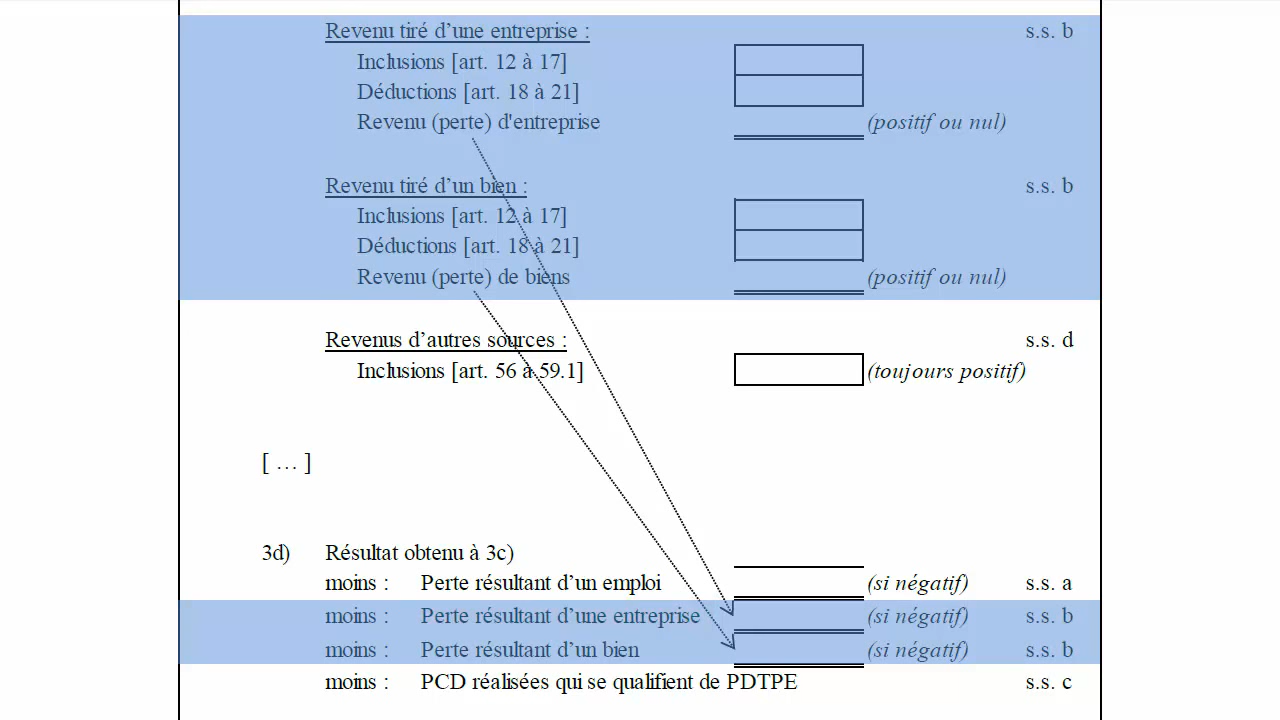 Revenu tiré d’une entreprise : s.s. b
Inclusions [art. 12 à 17]
Déductions [art. 18 à 21]
Revenu (perte) d'entreprise (positif ou nul)
Revenu tiré d’un bien : s.s. b
Inclusions [art. 12 à 17]
Déductions [art. 18 à 21]
Revenu (perte) de biens (positif ou nul)
Revenus d’autres sources : s.s. d
Inclusions [art. 56 à 59.1] (toujours positif)
[ … ]
3d) Résultat obtenu à 3c)
moins : Perte résultant d’un emploi (si négatif) s.s. a
moins : Perte résultant d’une entreprise (si négatif) s.s. b
moins : Perte résultant d’un bien (si négatif) s.s. b
moins : PCD réalisées qui se qualifient de PDTPE s.s. c